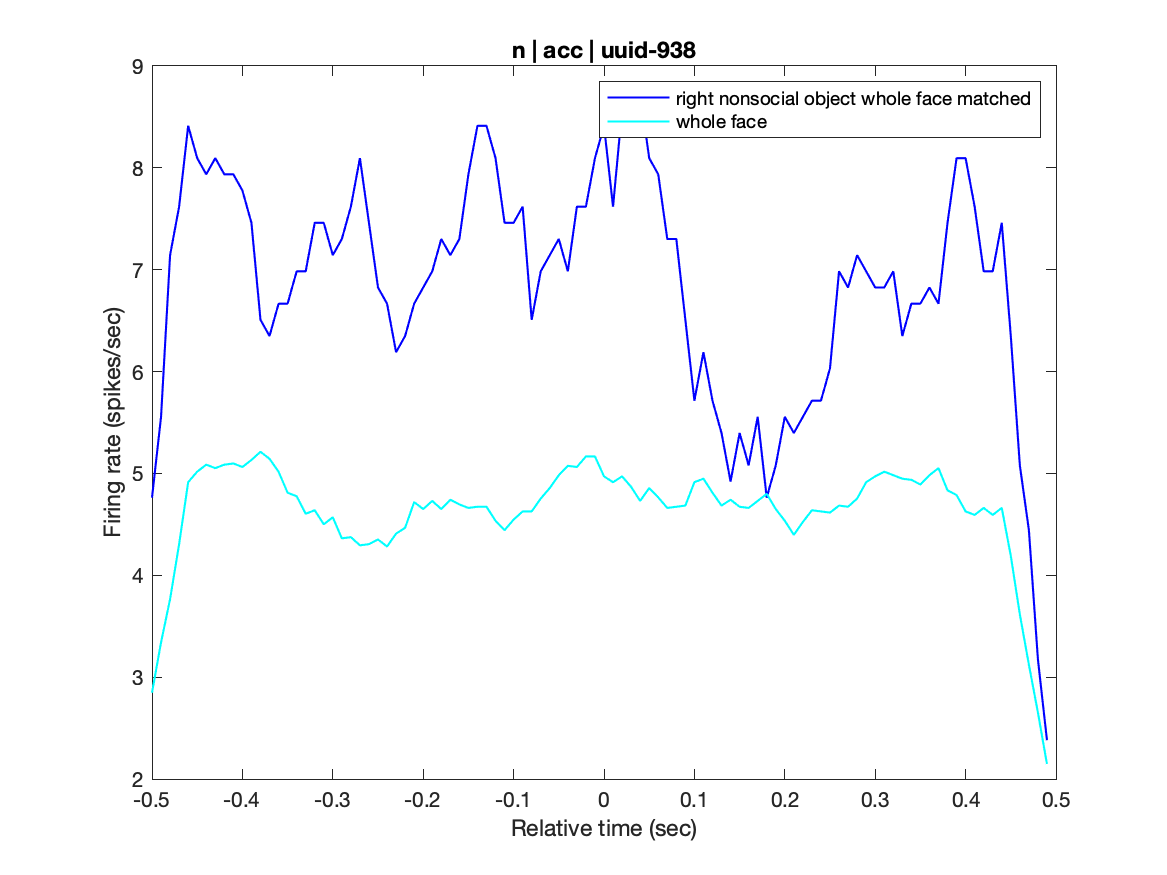 n | acc | uuid-938
right nonsocial object whole face matched
whole face
Firing rate (spikes/sec)
9
8
7
6
5
4
3
2
-0.5 -0.4 -0.3 -0.2 -0.1 0 0.1 0.2 0.3 0.4 0.5
Relative time (sec)